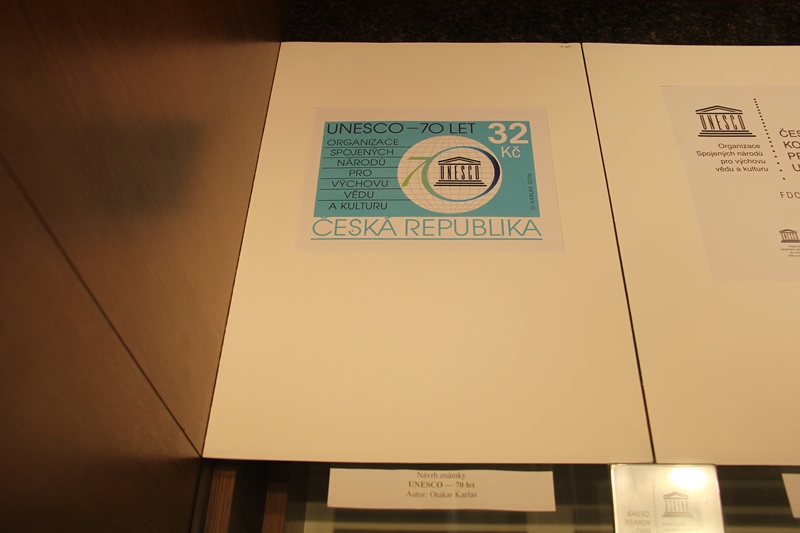 UNESCO – 70 LET
32
Kč
ORGANIZACE
SPOJENÝCH
NÁRODŮ
PRO
VÝCHOVU
VĚDU
A KULTURU
70
UNESCO
ČESKÁ REPUBLIKA
UNESCO
Organizace
Spojených národů
pro výchovu
vědu a kulturu
FDC
Návrh známky
UNESCO — 70 let
Autor: Otakar Karlas